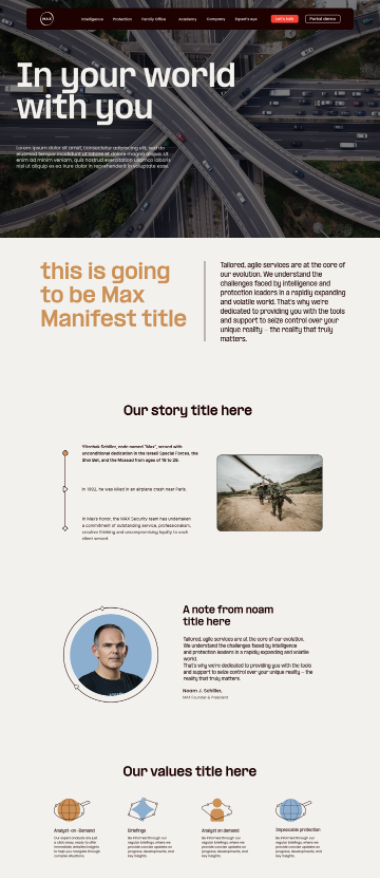 MAX
Intelligence Protection Family Office Academy Company Expert's eye Let's talk Portal demo
In your world
with you
Lorem ipsum dolor sit amet, consectetur adipiscing elit, sed do
eiusmod tempor incididunt ut labore et dolore magna aliqua. Ut
enim ad minim veniam, quis nostrud exercitation ullamco laboris
nisi ut aliquip ex ea irure dolor in reprehenderit in voluptate esse.
this is going
to be Max
Manifest title
Tailored, agile services are at the core of
our evolution. We understand the
challenges faced by intelligence and
protection leaders in a rapidly expanding
and volatile world. That's why we're
dedicated to providing you with the tools
and support to seize control over your
unique reality – the reality that truly
matters.
Our story title here
Schiller, code named "Max", served with
unconditional dedication in the Israeli Special Forces, the
Shin Bet, and the Mossad from ages of 18 to 28.
In 1992, he was killed in an airplane crash near Paris.
In Max's honor, the MAX Security team has undertaken
a commitment of outstanding service, professionalism,
creative thinking and uncompromising loyalty to each
client served.
A note from noam
title here
Tailored, agile services are at the core of our evolution.
We understand the challenges faced by intelligence
and protection leaders in a rapidly expanding and volatile
world.
That's why we're dedicated to providing you with the tools
and support to seize control over your unique reality – the
reality that truly matters.
Noam J. Schiller,
MAX Founder & President
Our values title here
Analyst-on-Demand
Our expert analysts are just
a click away, ready to offer
immediate, detailed insights
to help you navigate through
complex situations.
Briefings
Be informed through our
regular briefings, where we
provide concise updates on
progress, developments, and
key insights.
Analyst on demand
Be informed through our
regular briefings, where we
provide concise updates on
progress, developments, and
key insights.
Impeccable protection
Be informed through our
regular briefings, where we
provide concise updates on
progress, developments, and
key insights.